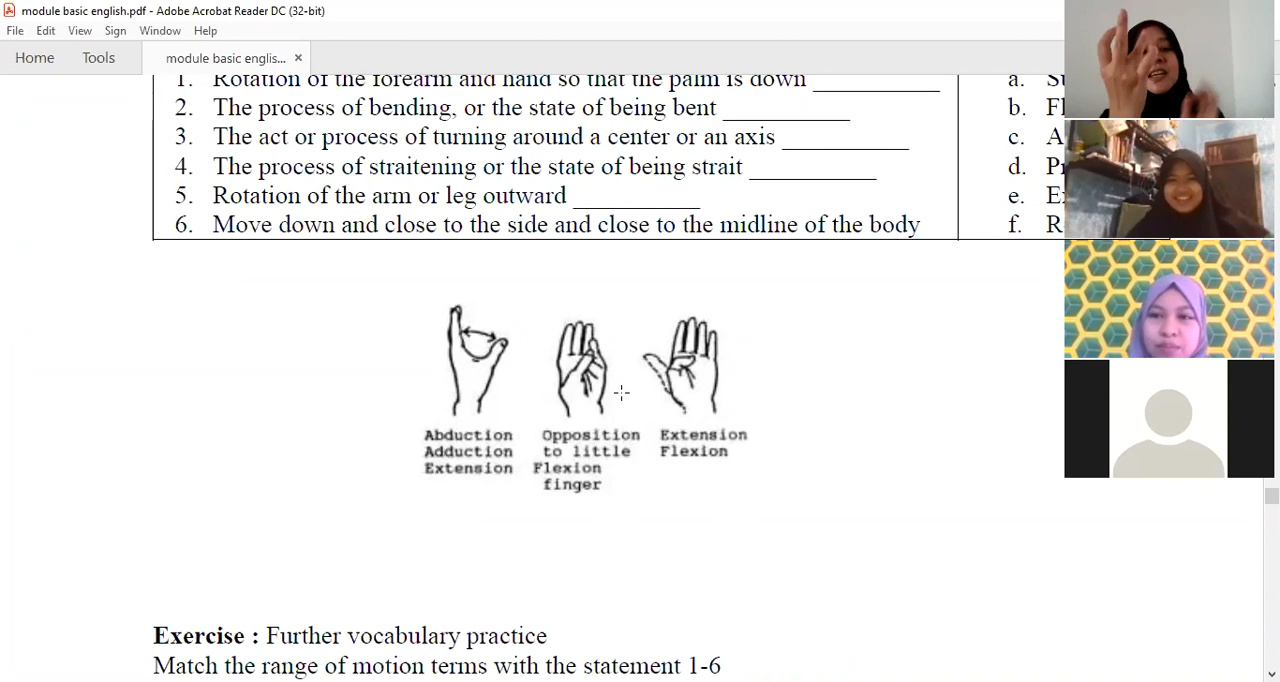 module basic english.pdf - Adobe Acrobat Reader DC (32-bit)
File Edit View Sign Window Help
Home Tools module basic englis... ×
1. Rotation of the forearm and hand so that the palm is down ____________ a.
2. The process of bending, or the state of being bent ____________ b.
3. The act or process of turning around a center or an axis ____________ c.
4. The process of straitening or the state of being strait ____________ d.
5. Rotation of the arm or leg outward ____________ e.
6. Move down and close to the side and close to the midline of the body f.
Abduction Opposition Extension
Adduction to little Flexion
Extension Flexion
finger
Exercise : Further vocabulary practice
Match the range of motion terms with the statement 1-6